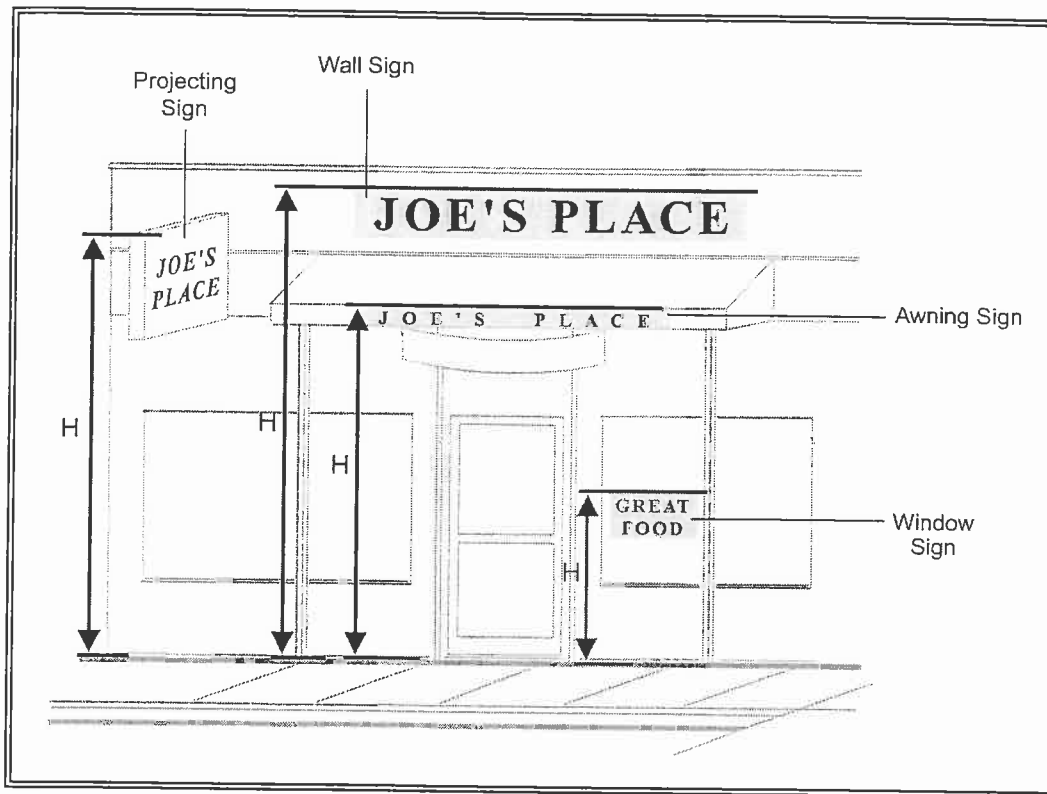 Wall Sign
Projecting
Sign
JOE'S PLACE
JOE'S
PLACE
JOE'S PLACE
Awning Sign
H
H
H
GREAT
FOOD
Window
Sign
H